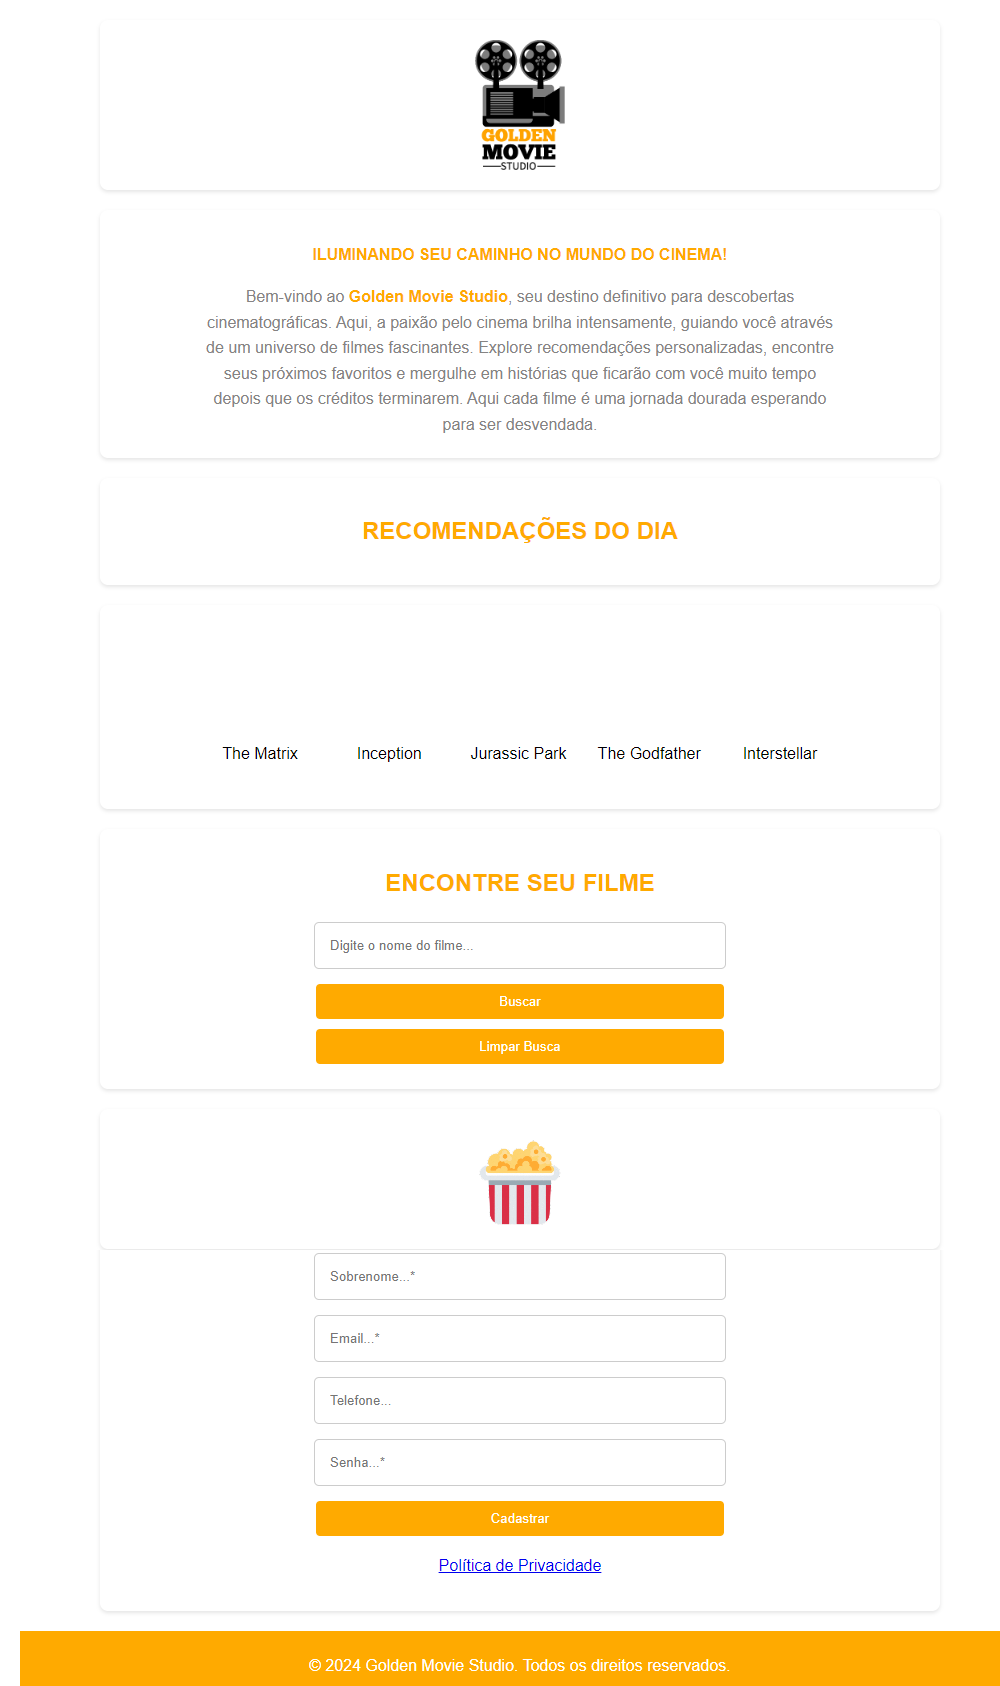 GOLDEN
MOVIE
STUDIO
ILUMINANDO SEU CAMINHO NO MUNDO DO CINEMA!
Bem-vindo ao Golden Movie Studio, seu destino definitivo para descobertas
cinematográficas. Aqui, a paixão pelo cinema brilha intensamente, guiando você através
de um universo de filmes fascinantes. Explore recomendações personalizadas, encontre
seus próximos favoritos e mergulhe em histórias que ficarão com você muito tempo
depois que os créditos terminarem. Aqui cada filme é uma jornada dourada esperando
para ser desvendada.
RECOMENDAÇÕES DO DIA
The Matrix Inception Jurassic Park The Godfather Interstellar
ENCONTRE SEU FILME
Digite o nome do filme...
Buscar
Limpar Busca
Sobrenome...*
Email...*
Telefone...
Senha...*
Cadastrar
Política de Privacidade
© 2024 Golden Movie Studio. Todos os direitos reservados.